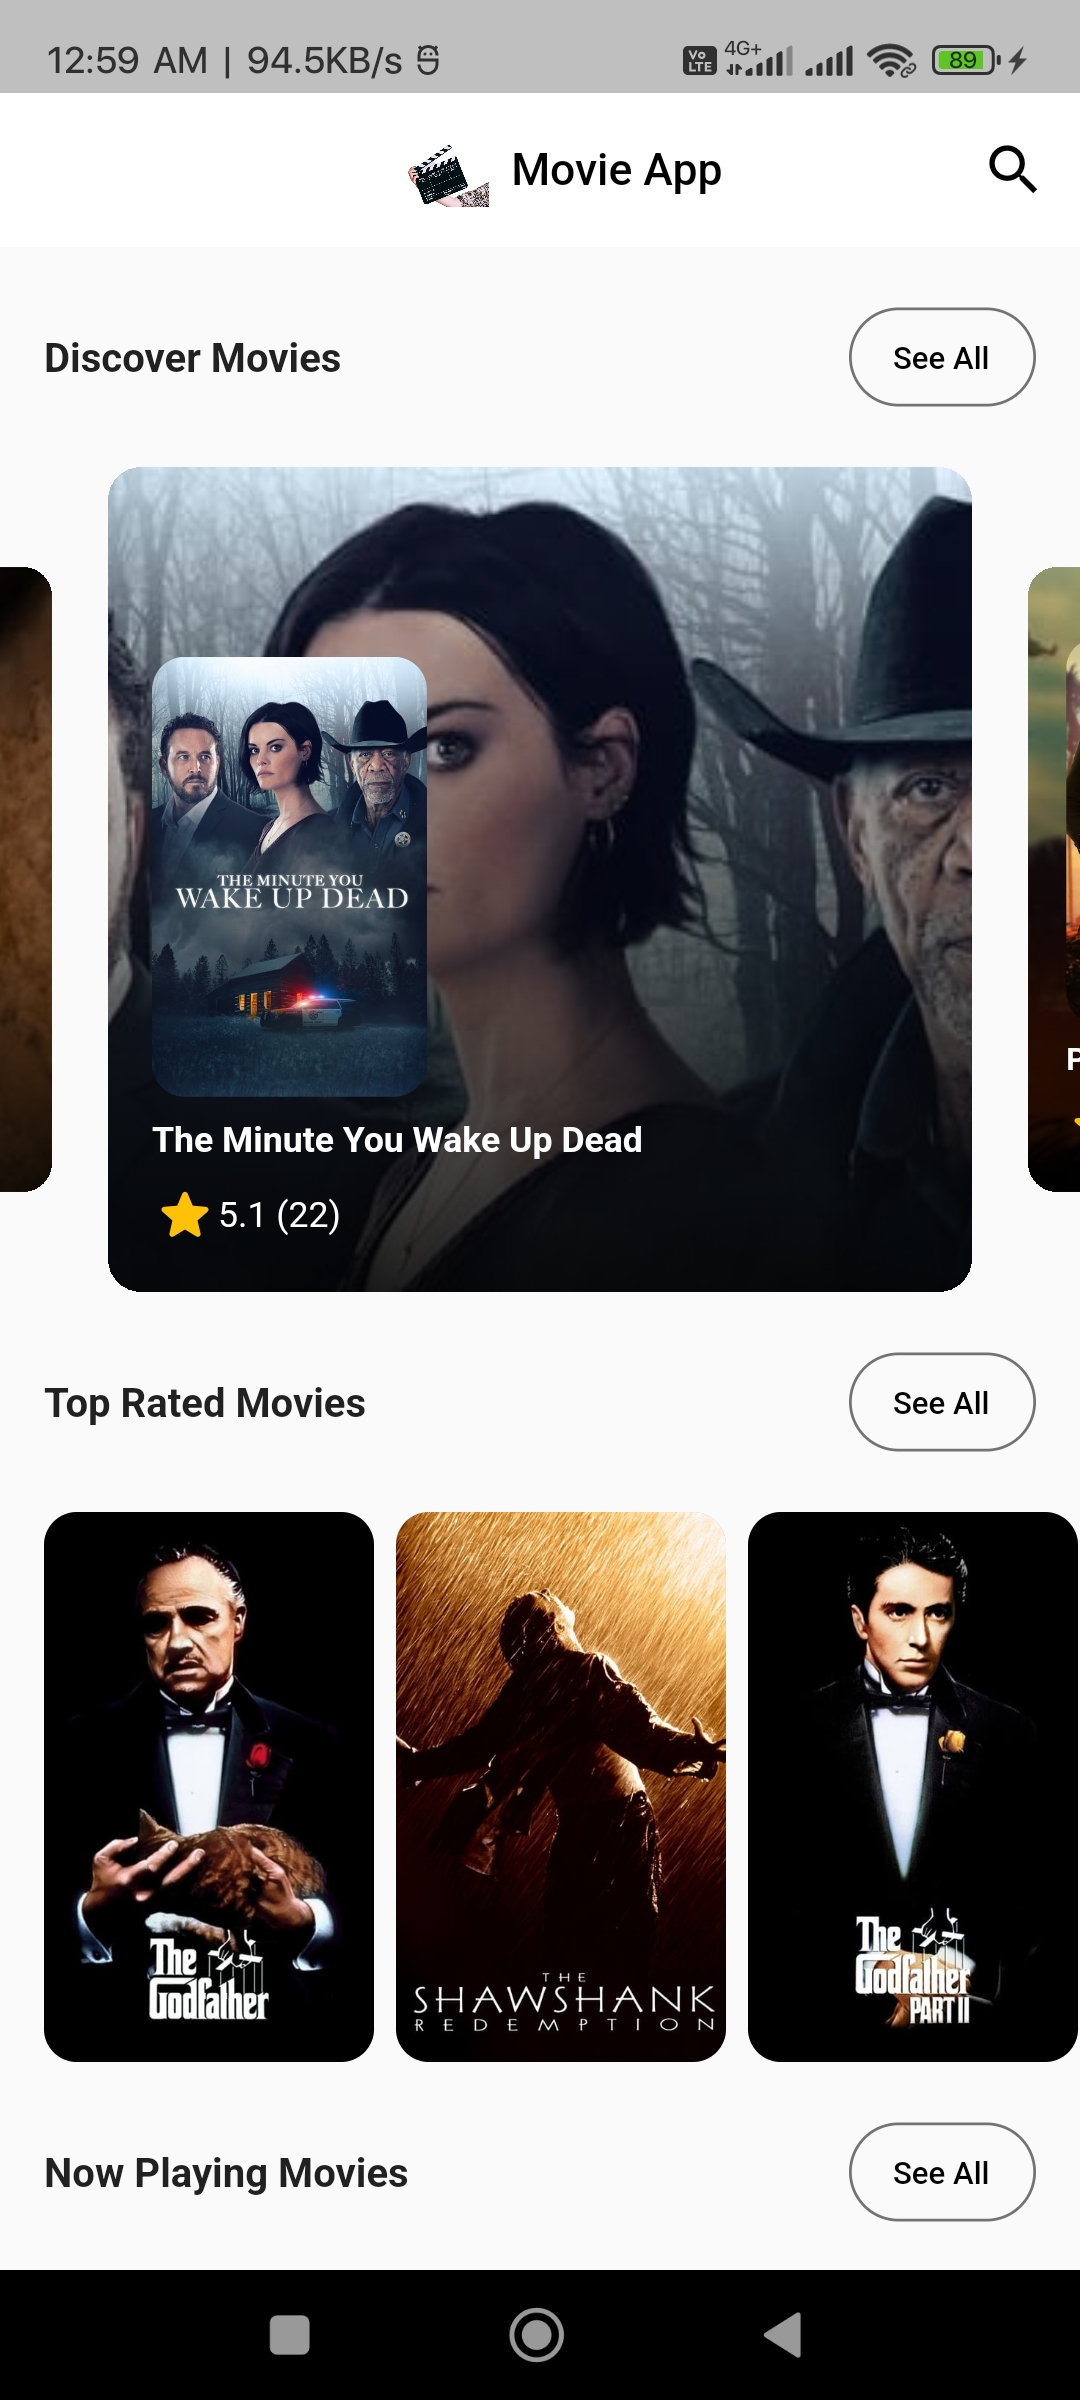 12:59 AM | 94.5KB/s
Vo LTE 4G+ 89
Movie App
Discover Movies
See All
THE MINUTE YOU
WAKE UP DEAD
The Minute You Wake Up Dead
5.1 (22)
P
Top Rated Movies
See All
The
Godfather
THE
SHAWSHANK
REDEMPTION
The
Godfather
PART II
Now Playing Movies
See All